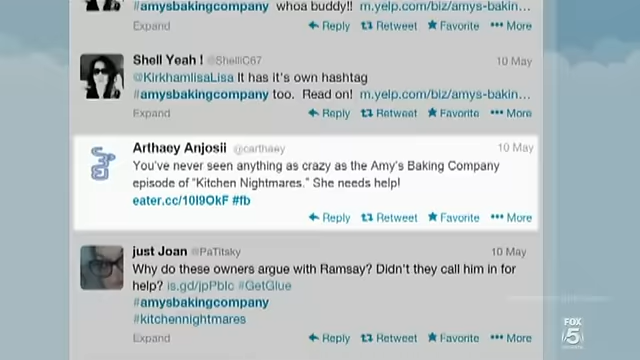 #amysbakingcompany whoa buddy!! m.yelp.com/biz/amys-bakin...
Expand Reply Retweet Favorite More
Shell Yeah ! @ShelliC67 10 May
@KirkhamlisaLisa It has it's own hashtag
#amysbakingcompany too. Read on! m.yelp.com/biz/amys-bakin...
Expand Reply Retweet Favorite More
Arthaey Anjosii @carthaey 10 May
You've never seen anything as crazy as the Amy's Baking Company
episode of "Kitchen Nightmares." She needs help!
eater.cc/10I9OkF #fb
Reply Retweet Favorite More
just Joan @PaTitsky 10 May
Why do these owners argue with Ramsay? Didn't they call him in for
help? is.gd/jpPblc #GetGlue
#amysbakingcompany
#kitchennightmares
Expand Reply Retweet Favorite More
FOX
5